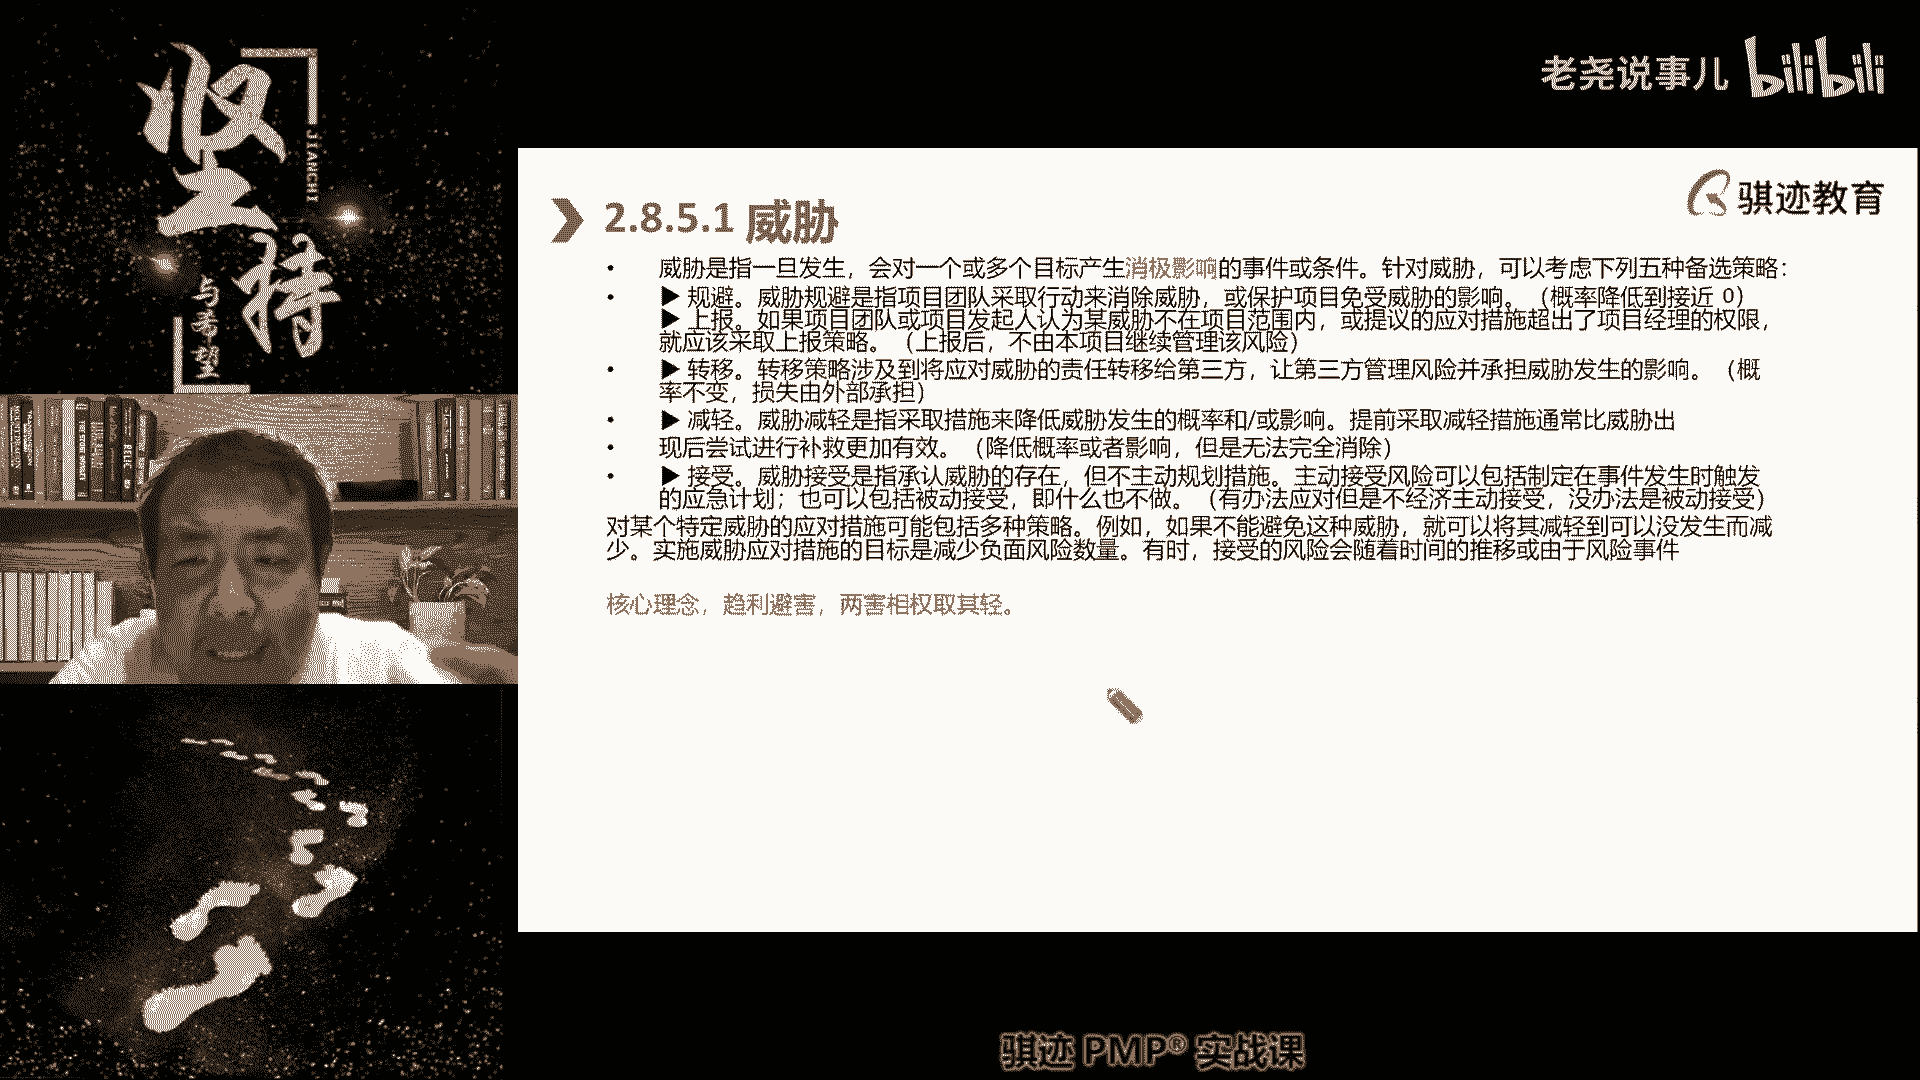 坚持
JIANCHI
与希望
老尧说事儿 bilibili
骐迹教育
2.8.5.1 威胁
• 威胁是指一旦发生，会对一个或多个目标产生消极影响的事件或条件。针对威胁，可以考虑下列五种备选策略：
• ▶ 规避。威胁规避是指项目团队采取行动来消除威胁，或保护项目免受威胁的影响。（概率降低到接近 0）
▶ 上报。如果项目团队或项目发起人认为某威胁不在项目范围内，或提议的应对措施超出了项目经理的权限，
就应该采取上报策略。（上报后，不由本项目继续管理该风险）
• ▶ 转移。转移策略涉及到将应对威胁的责任转移给第三方，让第三方管理风险并承担威胁发生的影响。（概
率不变，损失由外部承担）
• ▶ 减轻。威胁减轻是指采取措施来降低威胁发生的概率和/或影响。提前采取减轻措施通常比威胁出
• 现后尝试进行补救更加有效。（降低概率或者影响，但是无法完全消除）
• ▶ 接受。威胁接受是指承认威胁的存在，但不主动规划措施。主动接受风险可以包括制定在事件发生时触发
的应急计划；也可以包括被动接受，即什么也不做。（有办法应对但是不经济主动接受，没办法是被动接受）
对某个特定威胁的应对措施可能包括多种策略。例如，如果不能避免这种威胁，就可以将其减轻到可以没发生而减
少。实施威胁应对措施的目标是减少负面风险数量。有时，接受的风险会随着时间的推移或由于风险事件
核心理念，趋利避害，两害相权取其轻。
骐迹 PMP® 实战课